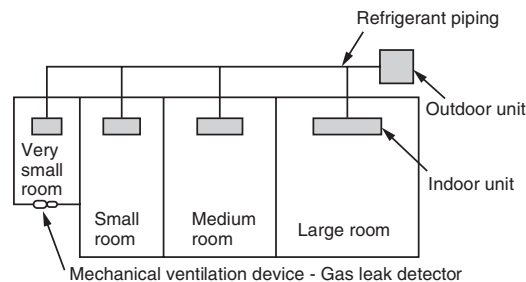 Refrigerant piping
Outdoor unit
Indoor unit
Very
small
room
Small
room
Medium
room
Large room
Mechanical ventilation device - Gas leak detector